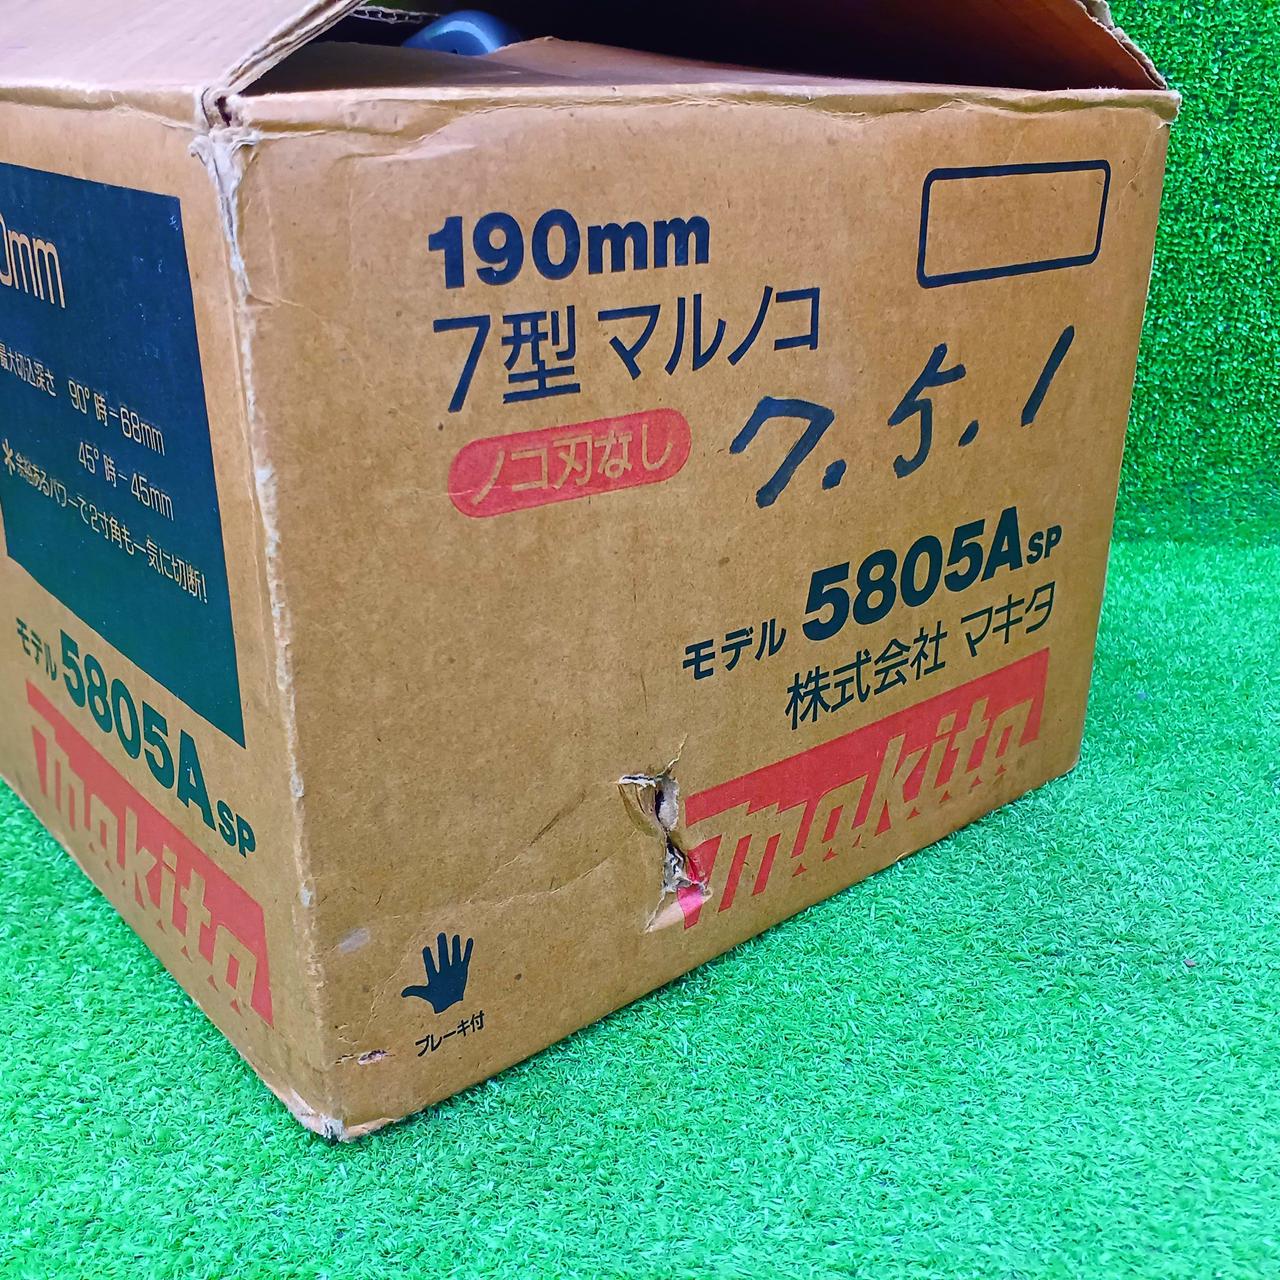 0mm
最大切込深さ 90°時－68mm
45°時－45mm
＊余裕あるパワーで2寸角も一気に切断!
モデル 5805ASP
makita
190mm
7型 マルノコ
ノコ刃なし
7.5.1
モデル 5805ASP
株式会社 マキタ
makita
ブレーキ付